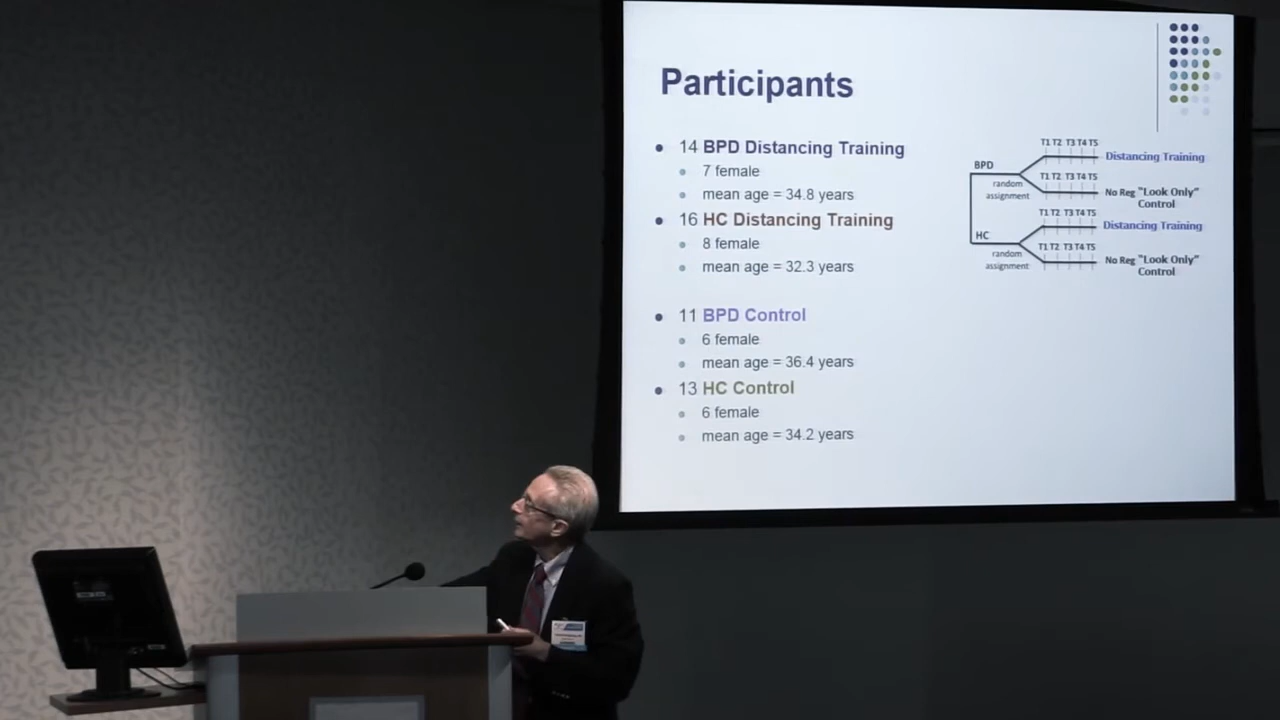 Participants
14 BPD Distancing Training
7 female
mean age = 34.8 years
16 HC Distancing Training
8 female
mean age = 32.3 years
11 BPD Control
6 female
mean age = 36.4 years
13 HC Control
6 female
mean age = 34.2 years
T1 T2 T3 T4 T5
BPD
Distancing Training
random
assignment
T1 T2 T3 T4 T5
No Reg "Look Only"
Control
T1 T2 T3 T4 T5
HC
Distancing Training
random
assignment
T1 T2 T3 T4 T5
No Reg "Look Only"
Control